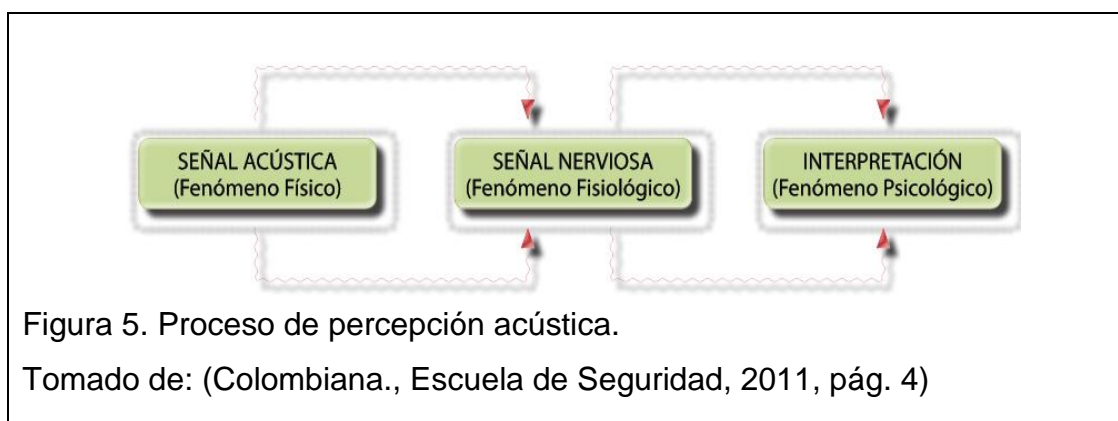 SEÑAL ACÚSTICA
(Fenómeno Físico)
SEÑAL NERVIOSA
(Fenómeno Fisiológico)
INTERPRETACIÓN
(Fenómeno Psicológico)
Figura 5. Proceso de percepción acústica.
Tomado de: (Colombiana., Escuela de Seguridad, 2011, pág. 4)